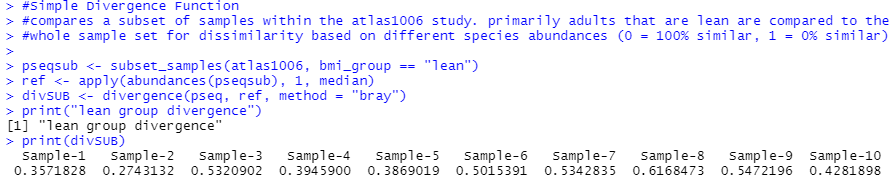 > #Simple Divergence Function
> #compares a subset of samples within the atlas1006 study. primarily adults that are lean are compared to the
> #whole sample set for dissimilarity based on different species abundances (0 = 100% similar, 1 = 0% similar)
>
> pseqsub <- subset_samples(atlas1006, bmi_group == "lean")
> ref <- apply(abundances(pseqsub), 1, median)
> divSUB <- divergence(pseq, ref, method = "bray")
> print("lean group divergence")
[1] "lean group divergence"
> print(divSUB)
Sample-1 Sample-2 Sample-3 Sample-4 Sample-5 Sample-6 Sample-7 Sample-8 Sample-9 Sample-10
0.3571828 0.2743132 0.5320902 0.3945900 0.3869019 0.5015391 0.5342835 0.6168473 0.5472196 0.4281898